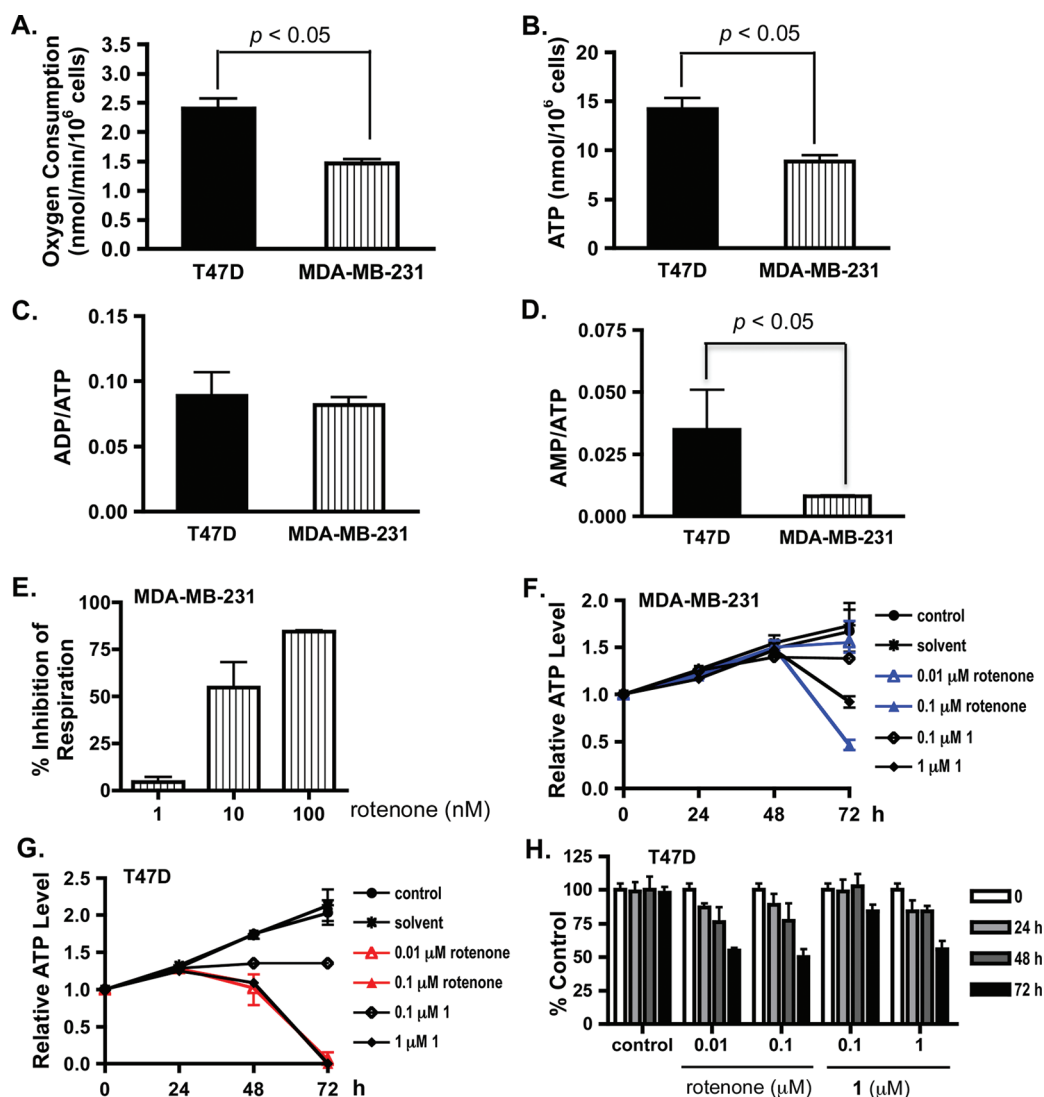 A.
p < 0.05
Oxygen Consumption
(nmol/min/10⁶ cells)
3.5
3.0
2.5
2.0
1.5
1.0
0.5
0.0
T47D MDA-MB-231
B.
p < 0.05
ATP (nmol/10⁶ cells)
20
15
10
5
0
T47D MDA-MB-231
C.
ADP/ATP
0.15
0.10
0.05
0.00
T47D MDA-MB-231
D.
p < 0.05
AMP/ATP
0.075
0.050
0.025
0.000
T47D MDA-MB-231
E.
MDA-MB-231
% Inhibition of
Respiration
100
75
50
25
0
1 10 100 rotenone (nM)
F.
MDA-MB-231
Relative ATP Level
2.0
1.5
1.0
0.5
0.0
0 24 48 72 h
control
solvent
0.01 μM rotenone
0.1 μM rotenone
0.1 μM 1
1 μM 1
G.
T47D
Relative ATP Level
2.5
2.0
1.5
1.0
0.5
0.0
0 24 48 72 h
control
solvent
0.01 μM rotenone
0.1 μM rotenone
0.1 μM 1
1 μM 1
H.
T47D
% Control
125
100
75
50
25
0
control 0.01 0.1 0.1 1
rotenone (μM) 1 (μM)
0
24 h
48 h
72 h